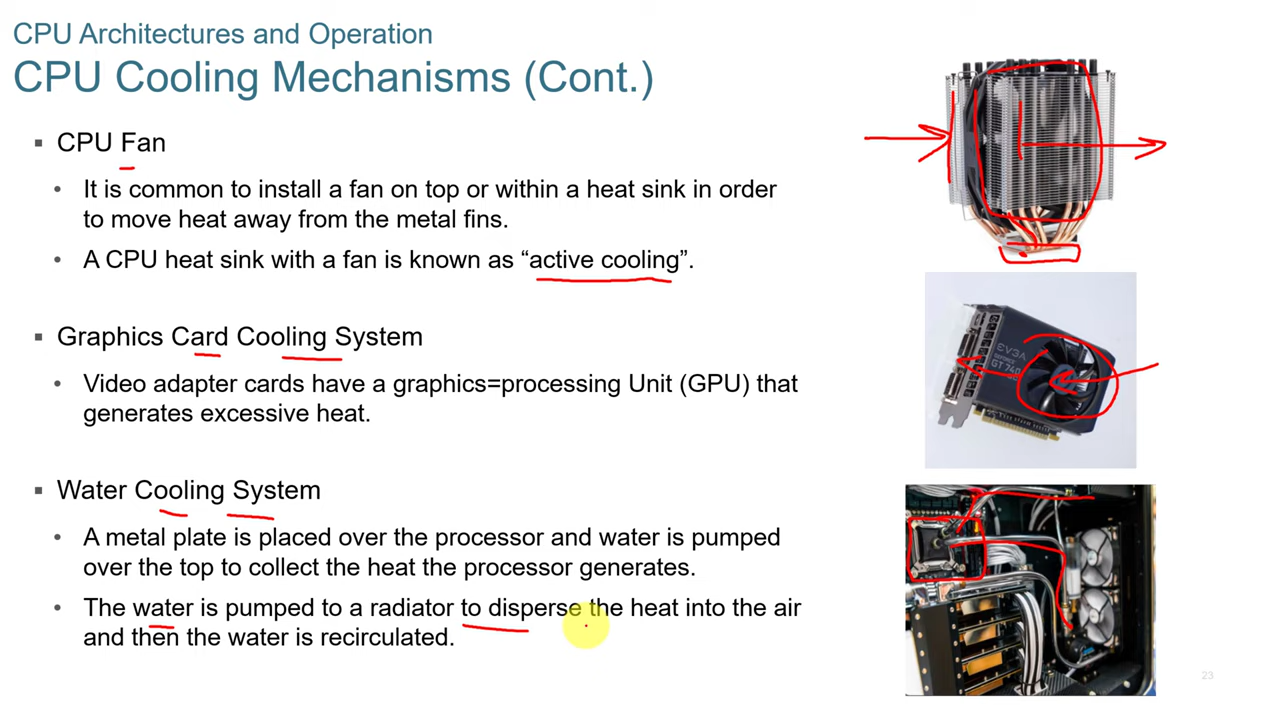 CPU Architectures and Operation
CPU Cooling Mechanisms (Cont.)
▪ CPU Fan
• It is common to install a fan on top or within a heat sink in order
to move heat away from the metal fins.
• A CPU heat sink with a fan is known as “active cooling”.
▪ Graphics Card Cooling System
• Video adapter cards have a graphics=processing Unit (GPU) that
generates excessive heat.
▪ Water Cooling System
• A metal plate is placed over the processor and water is pumped
over the top to collect the heat the processor generates.
• The water is pumped to a radiator to disperse the heat into the air
and then the water is recirculated.
EVGA
GEFORCE
GT 740
23